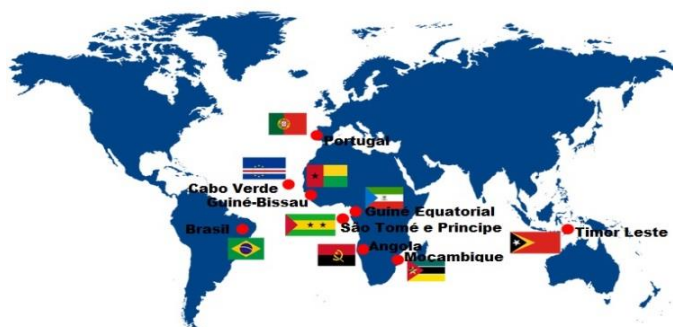 Portugal
Cabo Verde
Guiné-Bissau
Guiné Equatorial
São Tomé e Principe
Brasil
Timor Leste
Angola
Moçambique